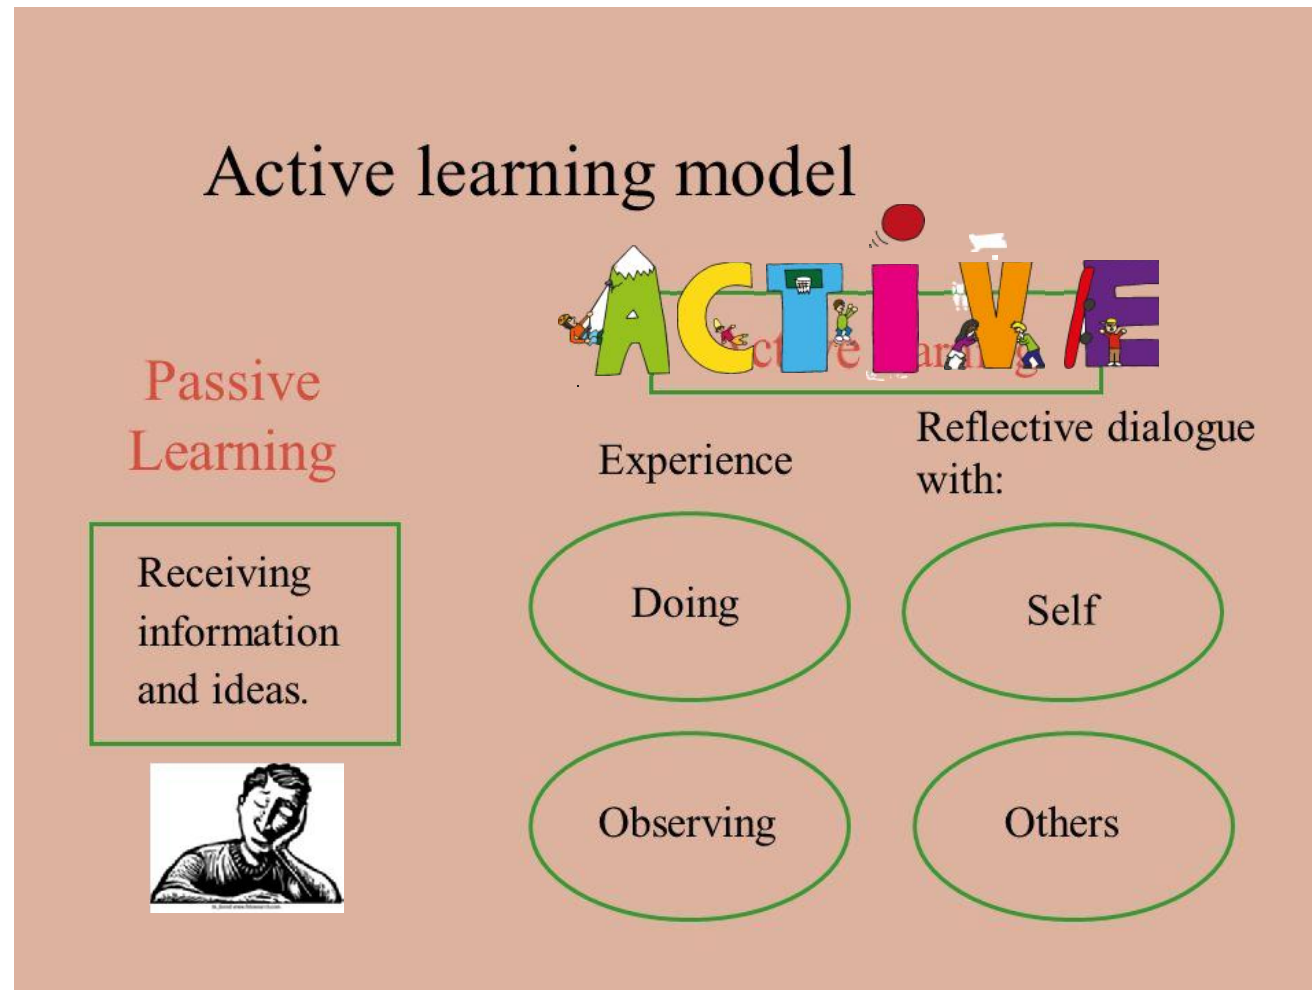 Active learning model
ACTIVE
Passive
Learning
Experience
Reflective dialogue
with:
Receiving
information
and ideas.
Doing
Self
Observing
Others